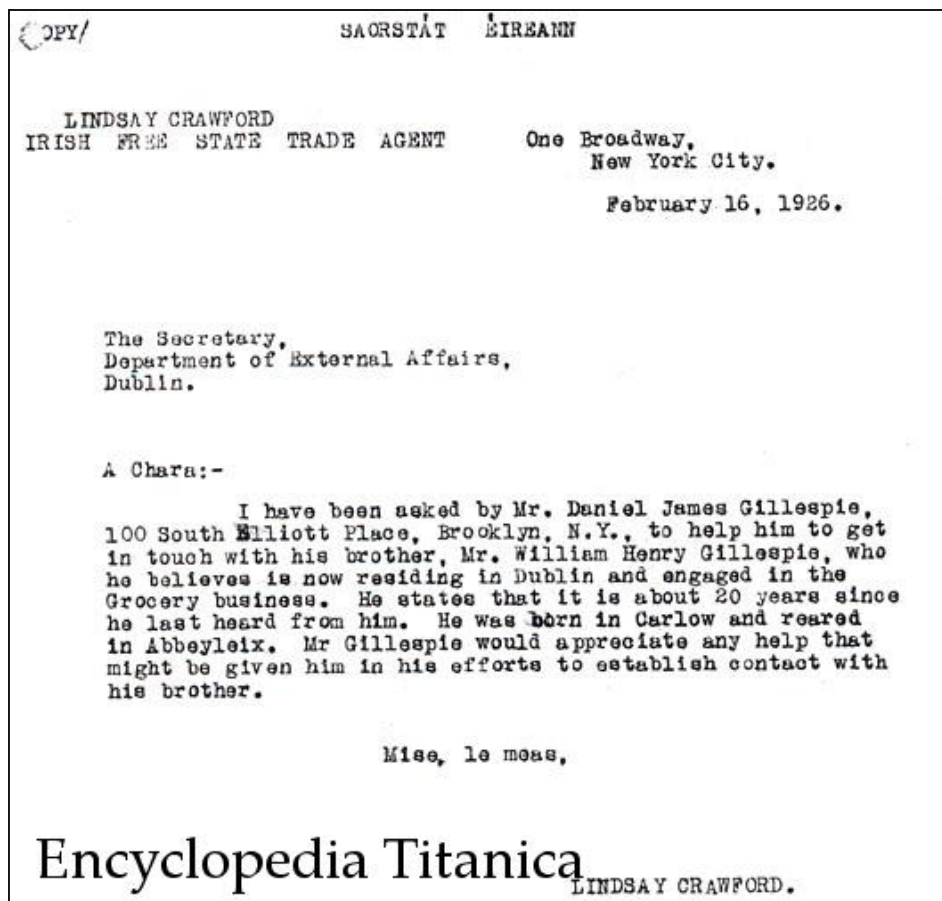 COPY/ SAORSTÁT ÉIREANN
LINDSAY CRAWFORD
IRISH FREE STATE TRADE AGENT One Broadway,
New York City.
February 16, 1926.
The Secretary,
Department of External Affairs,
Dublin.
A Chara:-
I have been asked by Mr. Daniel James Gillespie,
100 South Elliott Place, Brooklyn, N.Y., to help him to get
in touch with his brother, Mr. William Henry Gillespie, who
he believes is now residing in Dublin and engaged in the
Grocery business. He states that it is about 20 years since
he last heard from him. He was born in Carlow and reared
in Abbeyleix. Mr Gillespie would appreciate any help that
might be given him in his efforts to establish contact with
his brother.
Mise, le meas,
Encyclopedia Titanica
LINDSAY CRAWFORD.